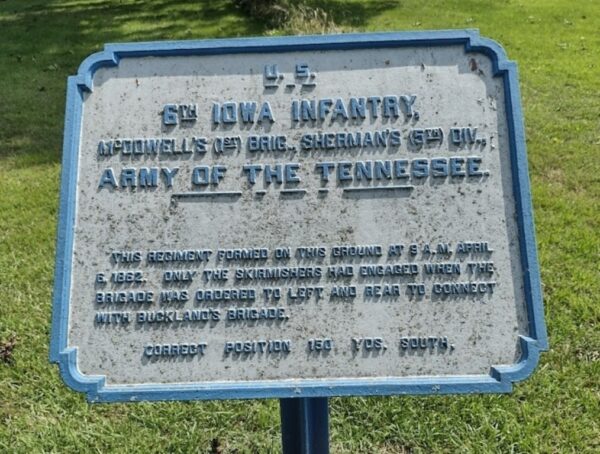 U.S.
6TH IOWA INFANTRY,
MCDOWELL'S (1ST) BRIG., SHERMAN'S (5TH) DIV.,
ARMY OF THE TENNESSEE.
THIS REGIMENT FORMED ON THIS GROUND AT 8 A.M. APRIL
6, 1862. ONLY THE SKIRMISHERS HAD ENGAGED WHEN THE
BRIGADE WAS ORDERED TO LEFT AND REAR TO CONNECT
WITH BUCKLAND'S BRIGADE.
CORRECT POSITION 150 YDS. SOUTH.